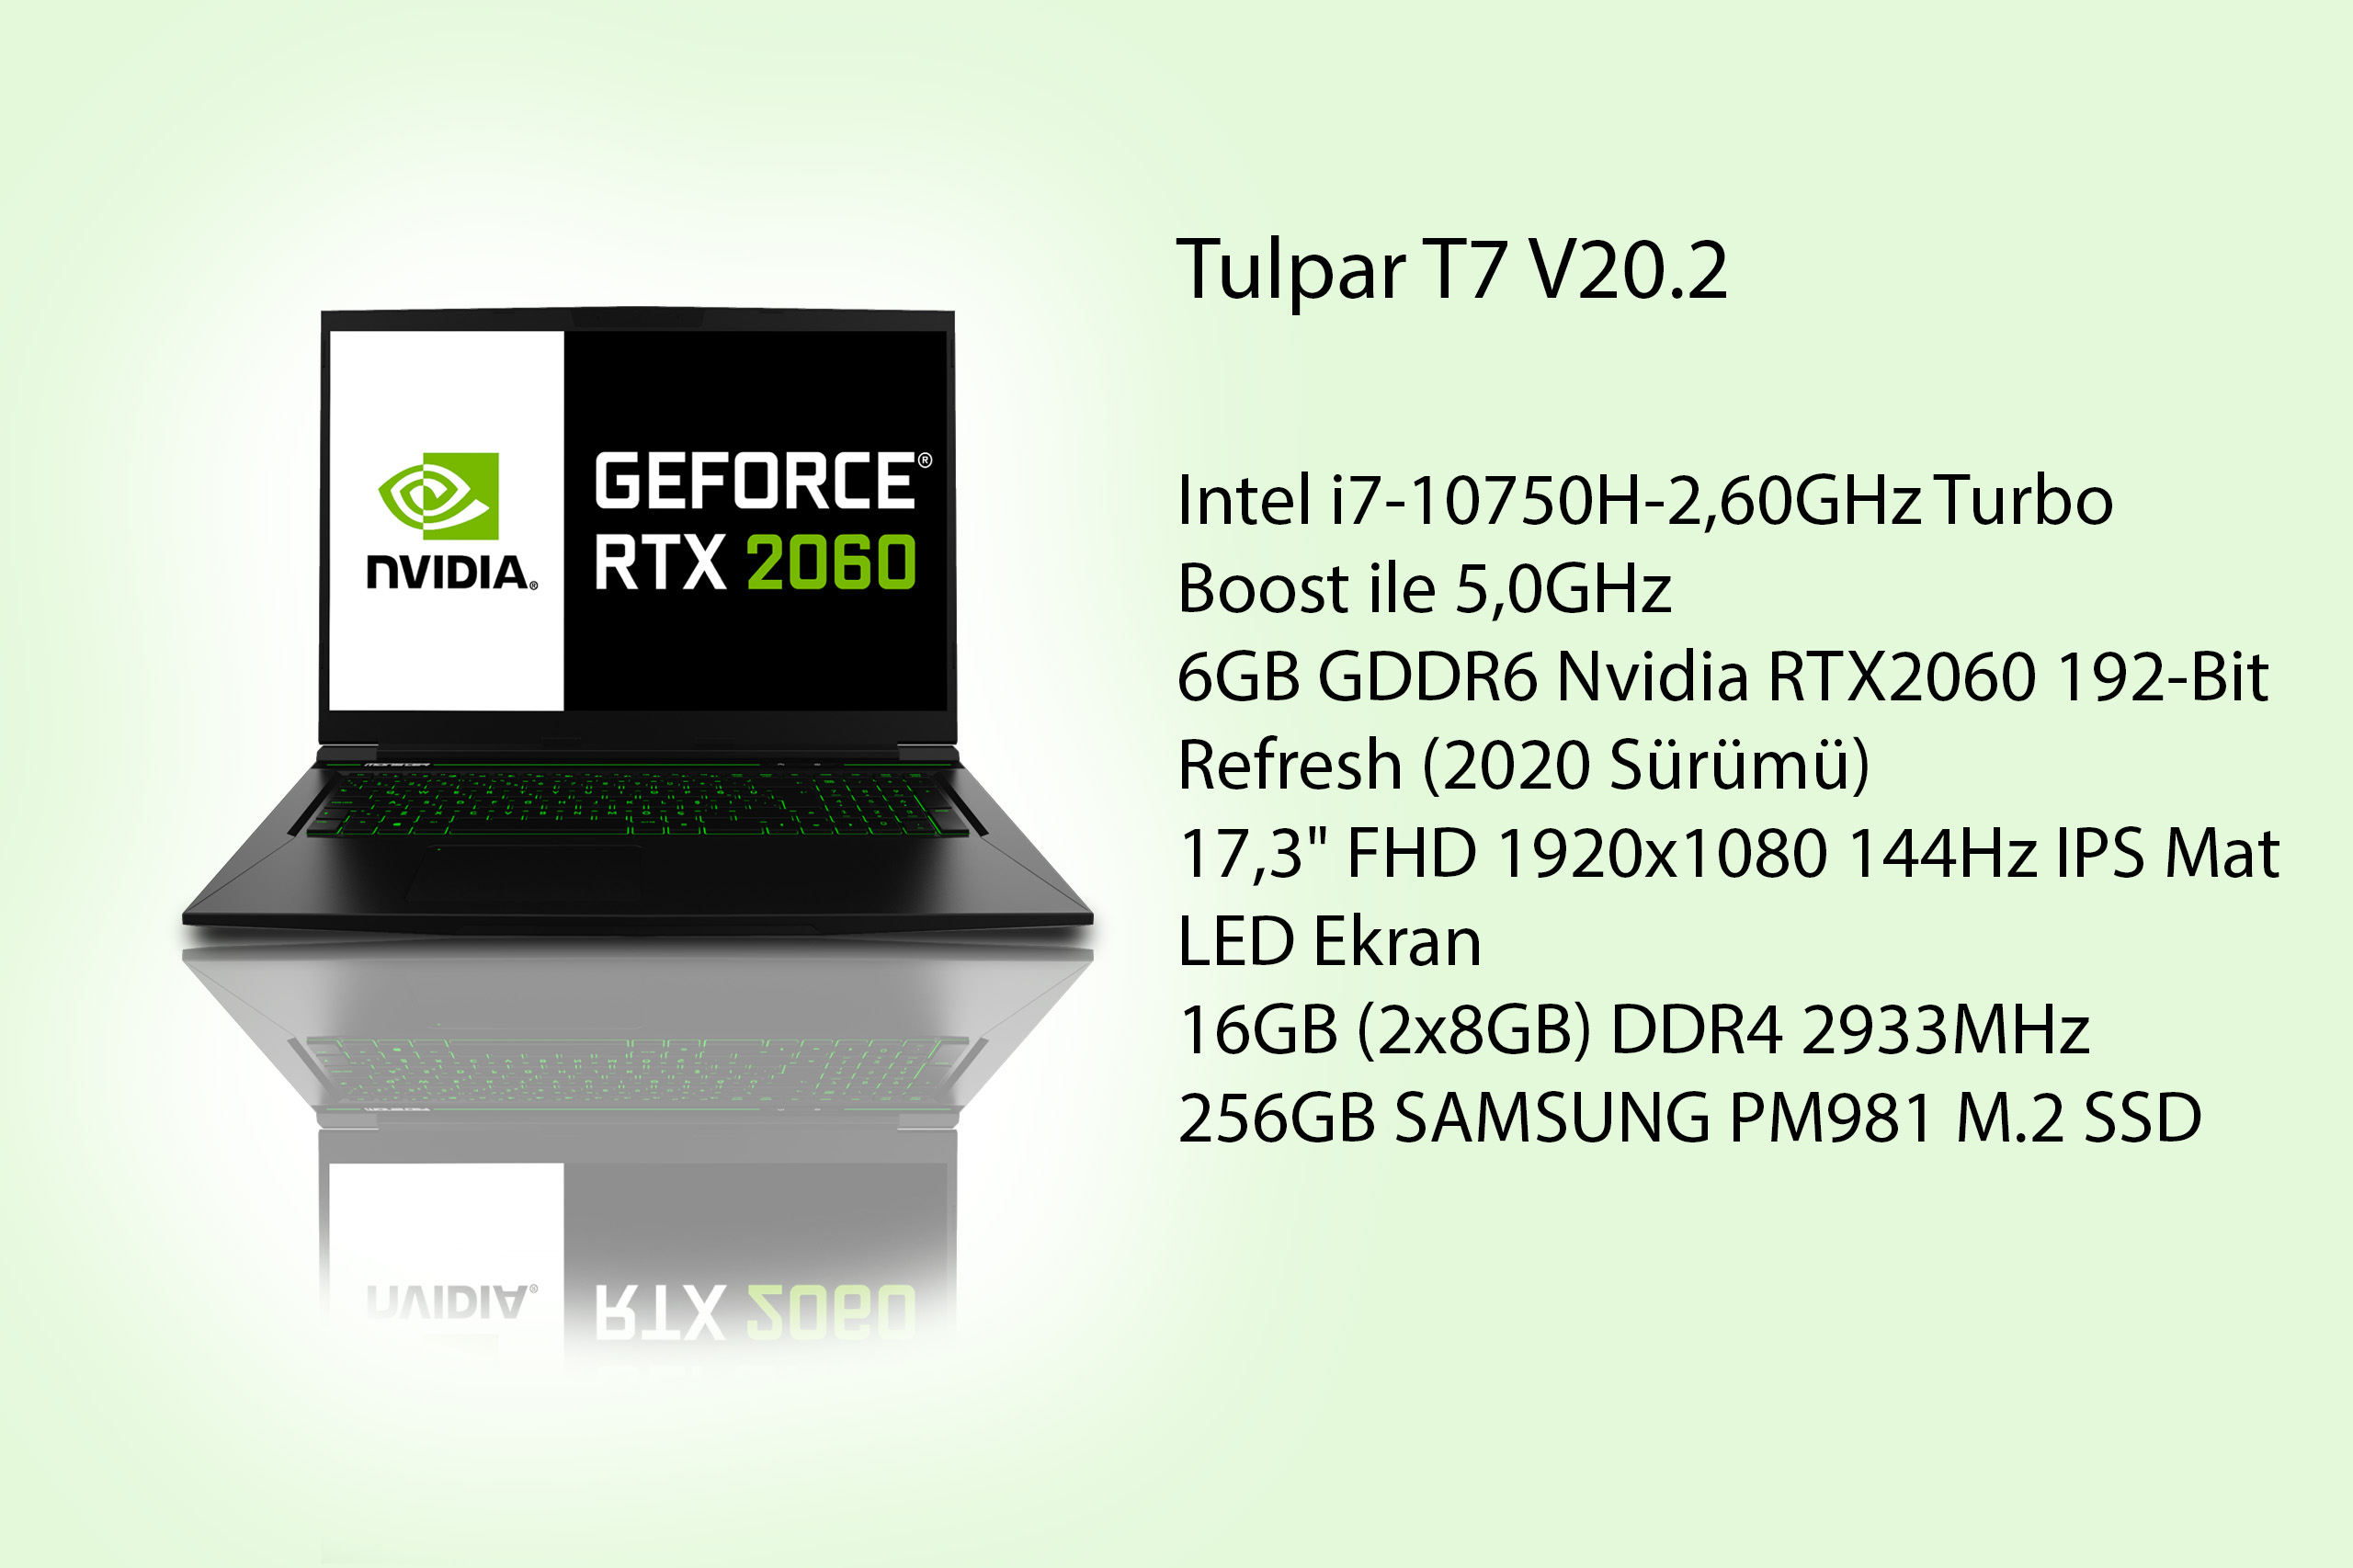 NVIDIA®
GEFORCE®
RTX 2060
Tulpar T7 V20.2
Intel i7-10750H-2,60GHz Turbo
Boost ile 5,0GHz
6GB GDDR6 Nvidia RTX2060 192-Bit
Refresh (2020 Sürümü)
17,3" FHD 1920x1080 144Hz IPS Mat
LED Ekran
16GB (2x8GB) DDR4 2933MHz
256GB SAMSUNG PM981 M.2 SSD